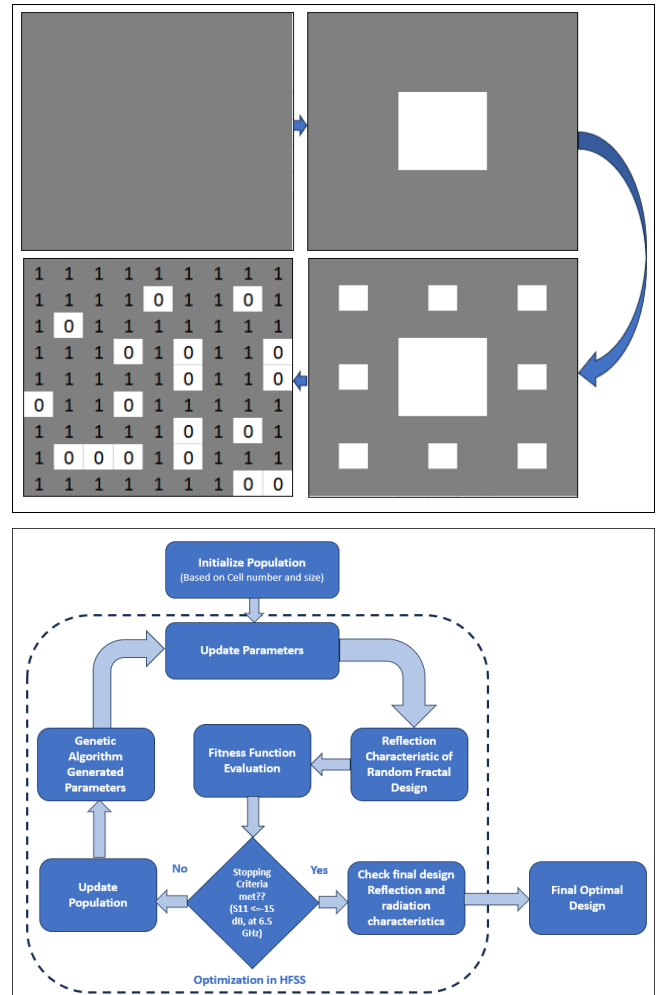 1 1 1 1 1 1 1 1 1
1 1 1 1 0 1 1 0 1
1 0 1 1 1 1 1 1 1
1 1 1 0 1 0 1 1 0
1 1 1 1 1 0 1 1 0
0 1 1 0 1 1 1 1 1
1 1 1 1 1 0 1 0 1
1 0 0 0 1 0 1 1 1
1 1 1 1 1 1 1 0 0
Initialize Population
(Based on Cell number and size)
Update Parameters
Genetic
Algorithm
Generated
Parameters
Fitness Function
Evaluation
Reflection
Characteristic of
Random Fractal
Design
Update
Population
No
Stopping
Criteria
met??
(S11 <=-15
dB, at 6.5
GHz)
Yes
Check final design
Reflection and
radiation
characteristics
Final Optimal
Design
Optimization in HFSS